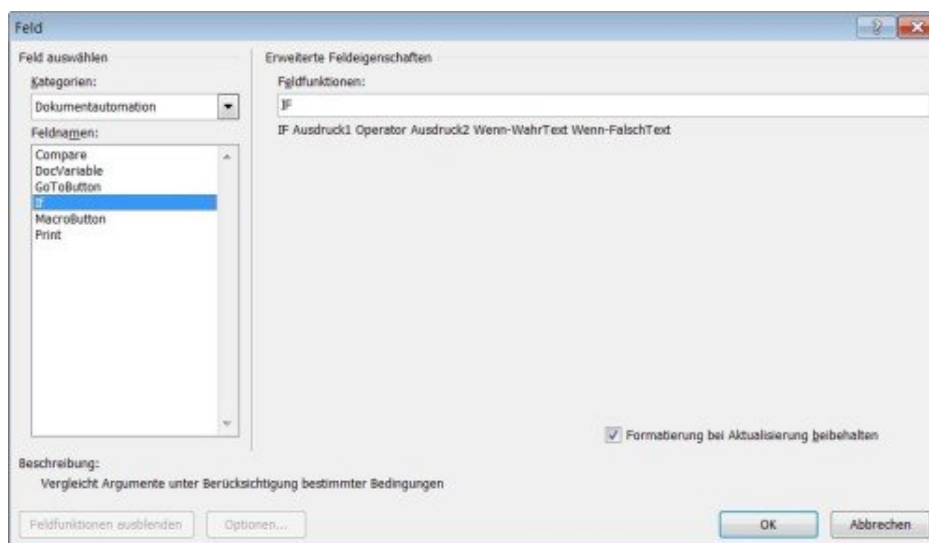 Feld
Feld auswählen
Kategorien:
Dokumentautomation
Feldnamen:
Compare
DocVariable
GoToButton
IF
MacroButton
Print
Erweiterte Feldeigenschaften
Feldfunktionen:
IF
IF Ausdruck1 Operator Ausdruck2 Wenn-WahrText Wenn-FalschText
Formatierung bei Aktualisierung beibehalten
Beschreibung:
Vergleicht Argumente unter Berücksichtigung bestimmter Bedingungen
Feldfunktionen ausblenden
Optionen...
OK
Abbrechen